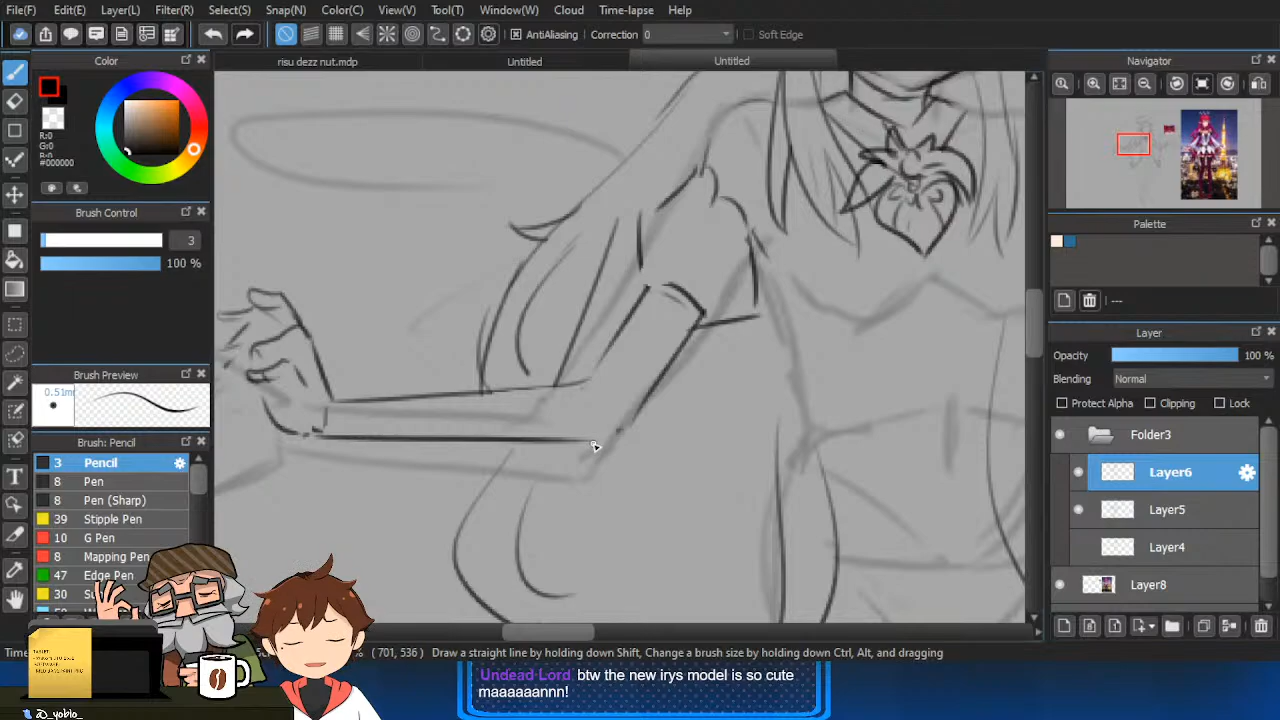 File(F) Edit(E) Layer(L) Filter(R) Select(S) Snap(N) Color(C) View(V) Tool(T) Window(W) Cloud Time-lapse Help
AntiAliasing Correction 0 Soft Edge
Color
risu dezz nut.mdp Untitled Untitled
Navigator
R:0
G:0
B:0
#000000
Brush Control
3
100 %
Palette
---
Layer
Opacity 100 %
Blending Normal
Protect Alpha Clipping Lock
Folder3
Layer6
Layer5
Layer4
Layer8
Brush Preview
0.51m
Brush: Pencil
3 Pencil
8 Pen
8 Pen (Sharp)
39 Stipple Pen
10 G Pen
8 Mapping Pen
47 Edge Pen
30
% (701, 536) Draw a straight line by holding down Shift, Change a brush size by holding down Ctrl, Alt, and dragging
Undead Lord btw the new irys model is so cute
maaaaaannn!